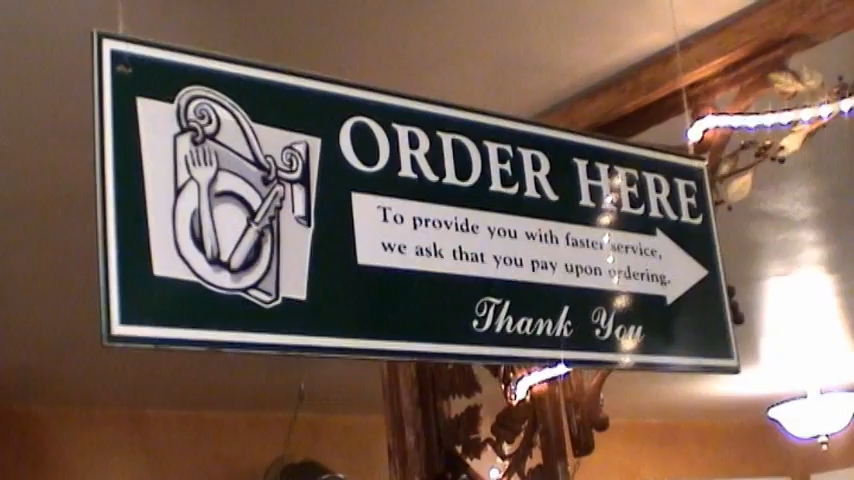 ORDER HERE
To provide you with faster service,
we ask that you pay upon ordering.
Thank You